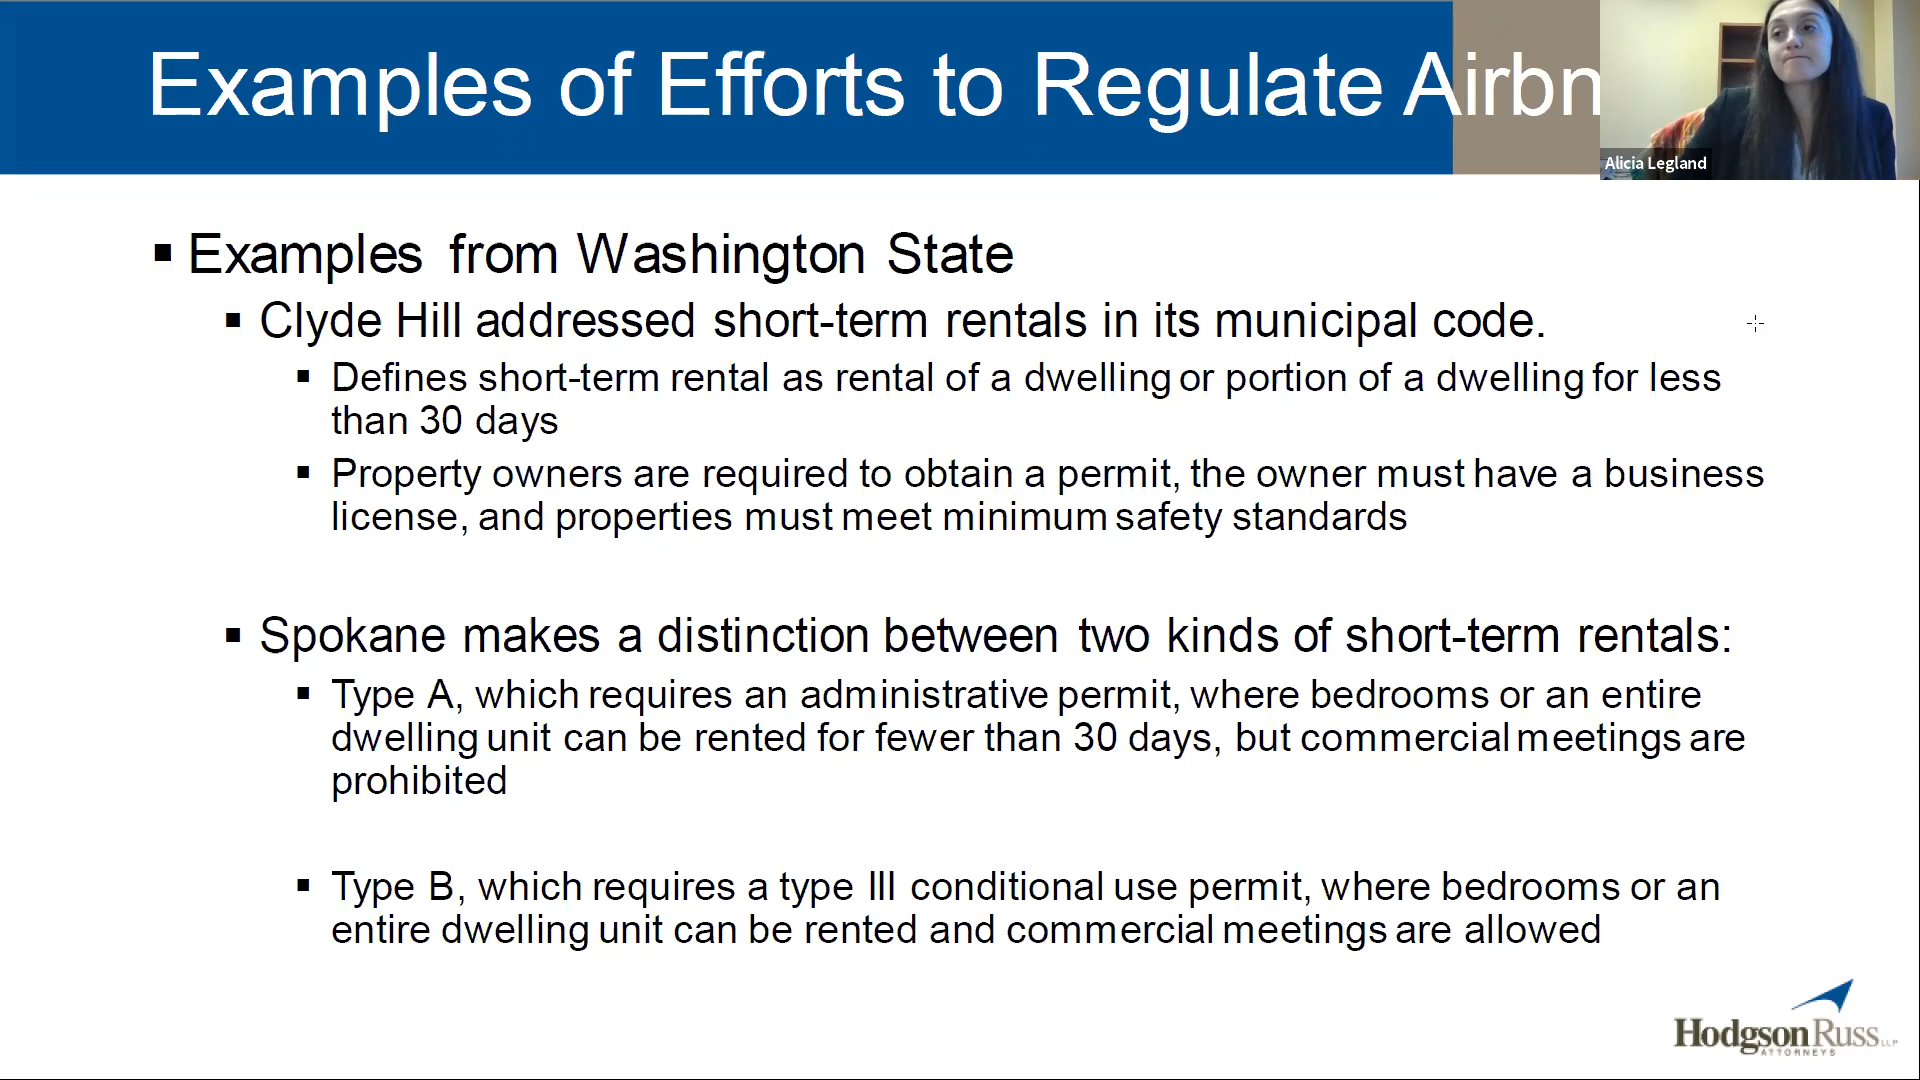 Examples of Efforts to Regulate Airbn
Alicia Legland
▪ Examples from Washington State
▪ Clyde Hill addressed short-term rentals in its municipal code.
▪ Defines short-term rental as rental of a dwelling or portion of a dwelling for less
than 30 days
▪ Property owners are required to obtain a permit, the owner must have a business
license, and properties must meet minimum safety standards
▪ Spokane makes a distinction between two kinds of short-term rentals:
▪ Type A, which requires an administrative permit, where bedrooms or an entire
dwelling unit can be rented for fewer than 30 days, but commercial meetings are
prohibited
▪ Type B, which requires a type III conditional use permit, where bedrooms or an
entire dwelling unit can be rented and commercial meetings are allowed
HodgsonRuss LLP
ATTORNEYS